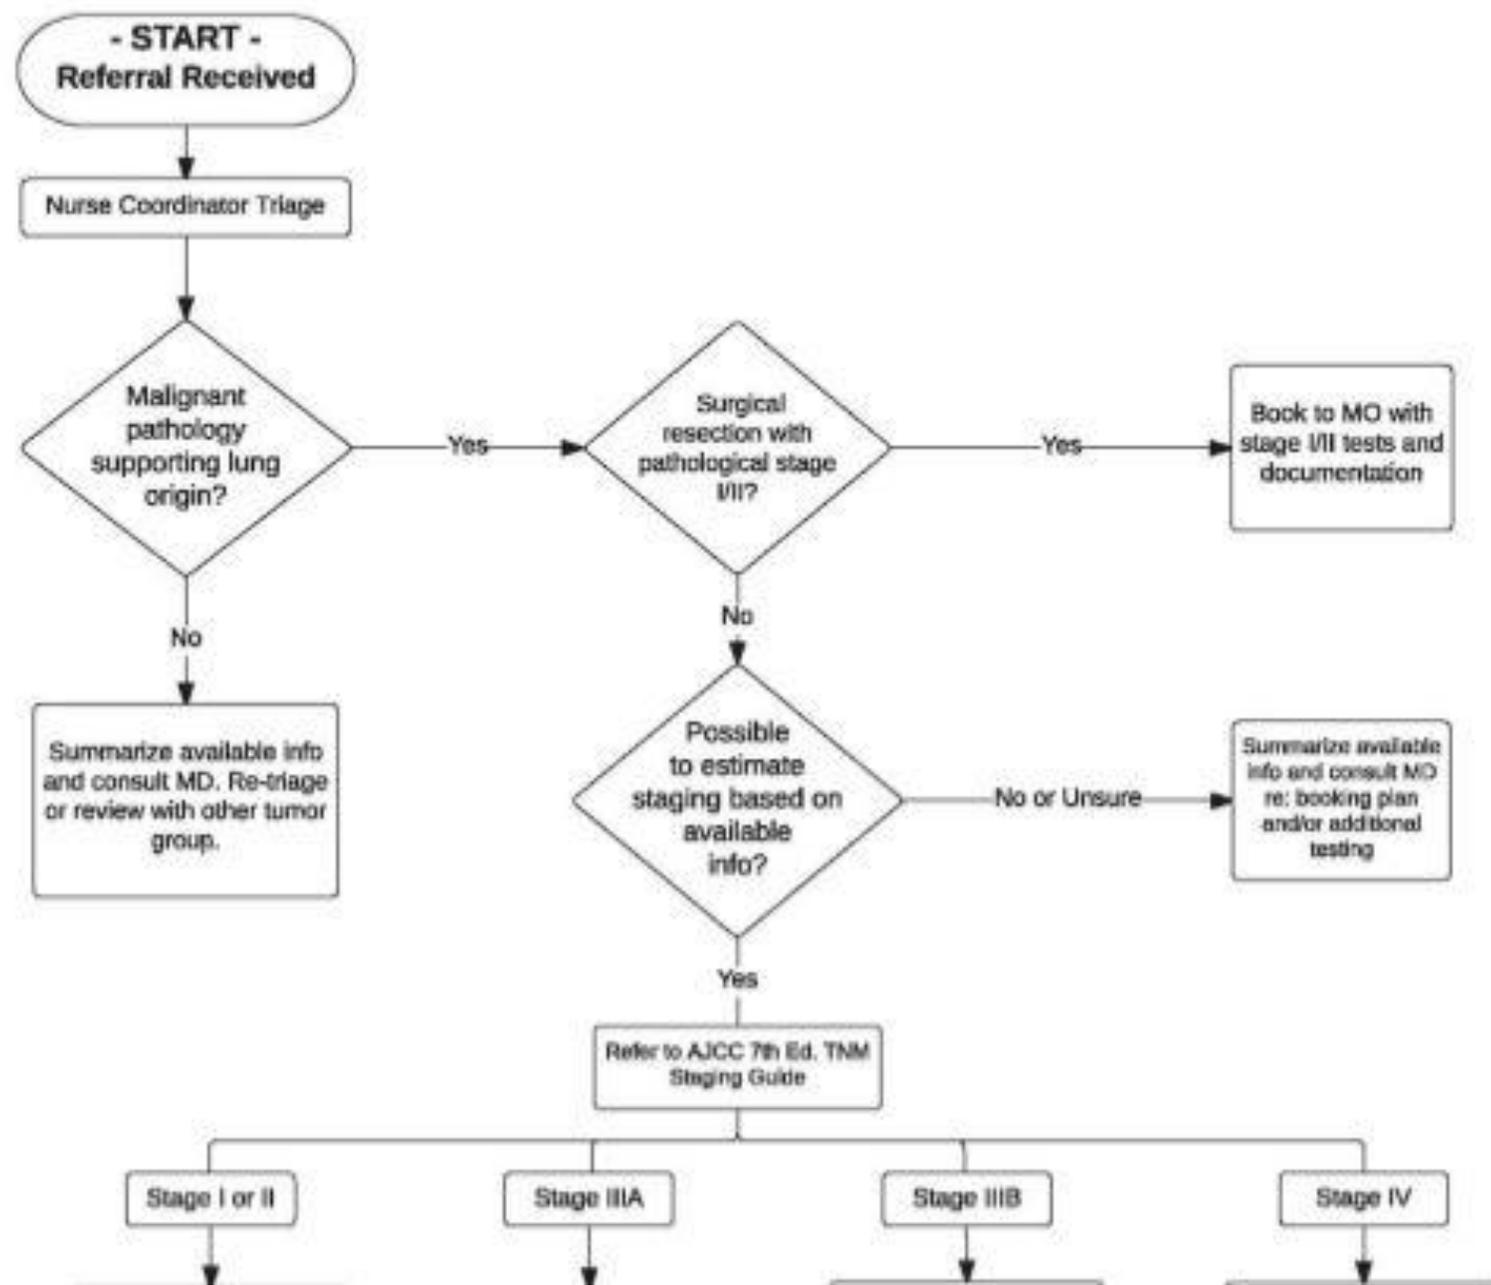 - START -
Referral Received
Nurse Coordinator Triage
Malignant
pathology
supporting lung
origin?
Yes
Surgical
resection with
pathological stage
I/II?
Yes
Book to MO with
stage I/II tests and
documentation
No
No
Summarize available info
and consult MD. Re-triage
or review with other tumor
group.
Possible
to estimate
staging based on
available
info?
No or Unsure
Summarize available
info and consult MD
re: booking plan
and/or additional
testing
Yes
Refer to AJCC 7th Ed. TNM
Staging Guide
Stage I or II
Stage IIIA
Stage IIIB
Stage IV